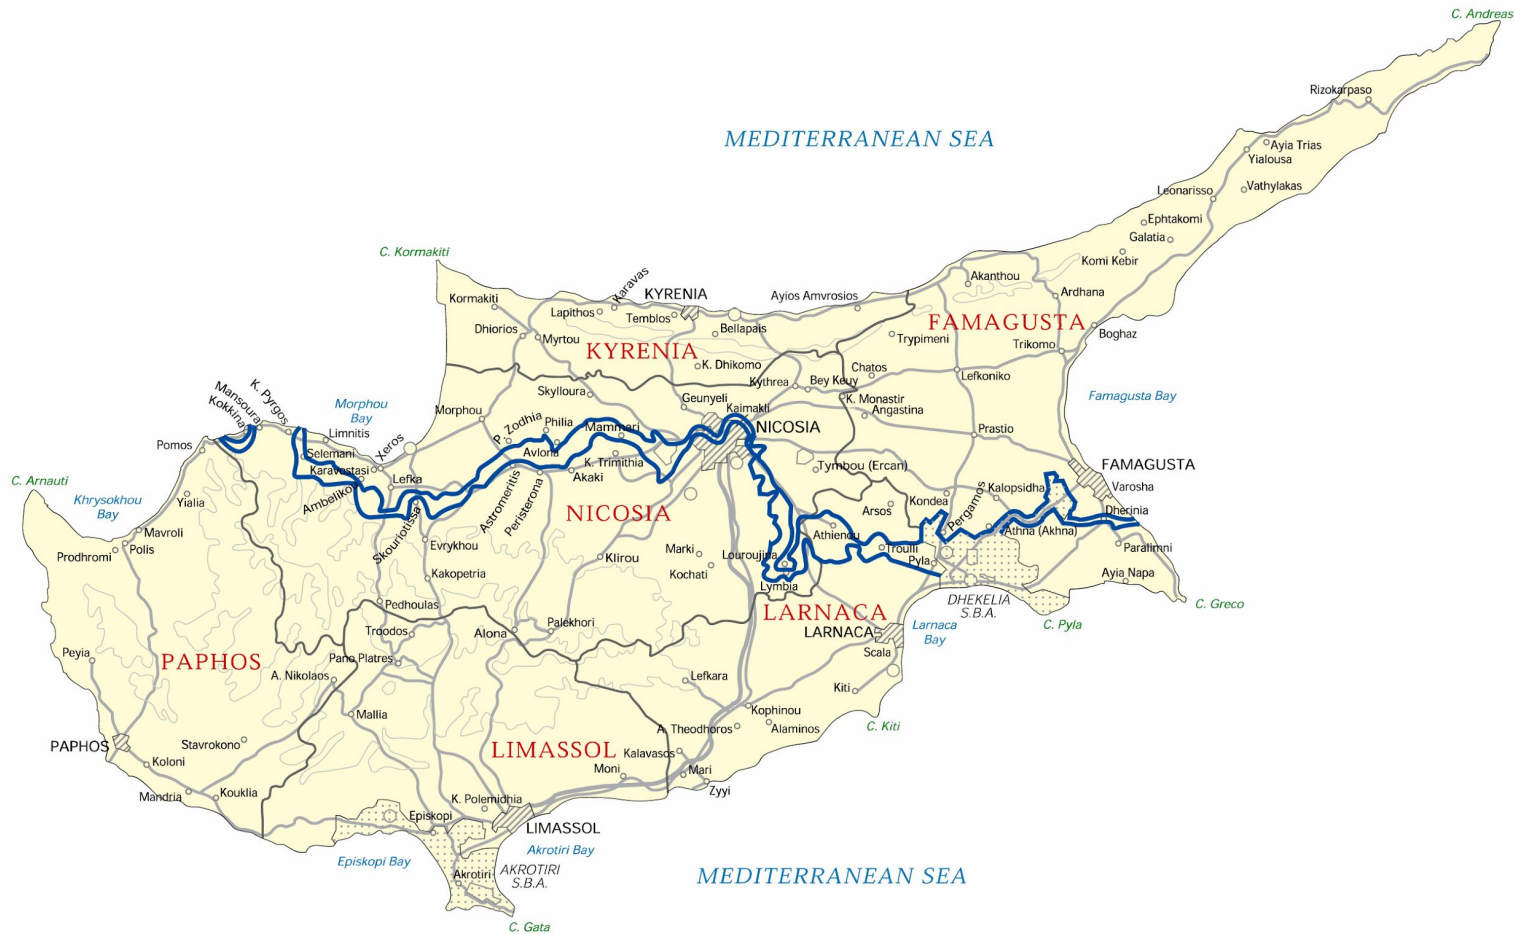 C. Andreas
Rizokarpaso
MEDITERRANEAN SEA
Ayia Trias
Yialousa
Vathylakas
Leonarisso
Ephtakomi
Galatia
Komi Kebir
C. Kormakiti
Akanthou
Ardhana
Karavas
KYRENIA
Ayios Amvrosios
Kormakiti
Lapithos
Temblos
Bellapais
Dhiorios
Myrtou
KYRENIA
FAMAGUSTA
Trypimeni
Trikomo
Boghaz
K. Dhikomo
Kythrea
Bey Keuy
Chatos
Lefkoniko
Skylloura
Geunyeli
Kaimakli
K. Monastir
Angastina
Famagusta Bay
K. Pyrgos
Mansoura
Kokkina
Morphou
Bay
Morphou
P. Zodhia
Philia
Mammari
NICOSIA
Prastio
Pomos
Limnitis
Xeros
Selemani
Karavostasi
Ambelikou
Lefka
Avlona
K. Trimithia
Akaki
Tymbou (Ercan)
FAMAGUSTA
Varosha
C. Arnauti
Khrysokhou
Bay
Yialia
Astromeritis
Peristerona
NICOSIA
Kondea
Pergamos
Kalopsidha
Arsos
Dherinia
Mavroli
Polis
Prodhromi
Skouriotissa
Evrykhou
Klirou
Marki
Kochati
Louroujina
Athienou
Troulli
Pyla
Athna (Akhna)
Paralimni
Kakopetria
Lymbia
Ayia Napa
Pedhoulas
LARNACA
LARNACA
DHEKELIA
S.B.A.
C. Greco
C. Pyla
Larnaca
Bay
Troodos
Alona
Palekhori
Scala
Peyia
PAPHOS
Pano Platres
A. Nikolaos
Lefkara
Kiti
Mallia
Kophinou
Alaminos
A. Theodhoros
C. Kiti
PAPHOS
Stavrokono
Koloni
LIMASSOL
Kalavasos
Moni
Mari
Zyyi
Mandria
Kouklia
K. Polemidhia
Episkopi
LIMASSOL
Episkopi Bay
Akrotiri Bay
Akrotiri
AKROTIRI
S.B.A.
MEDITERRANEAN SEA
C. Gata